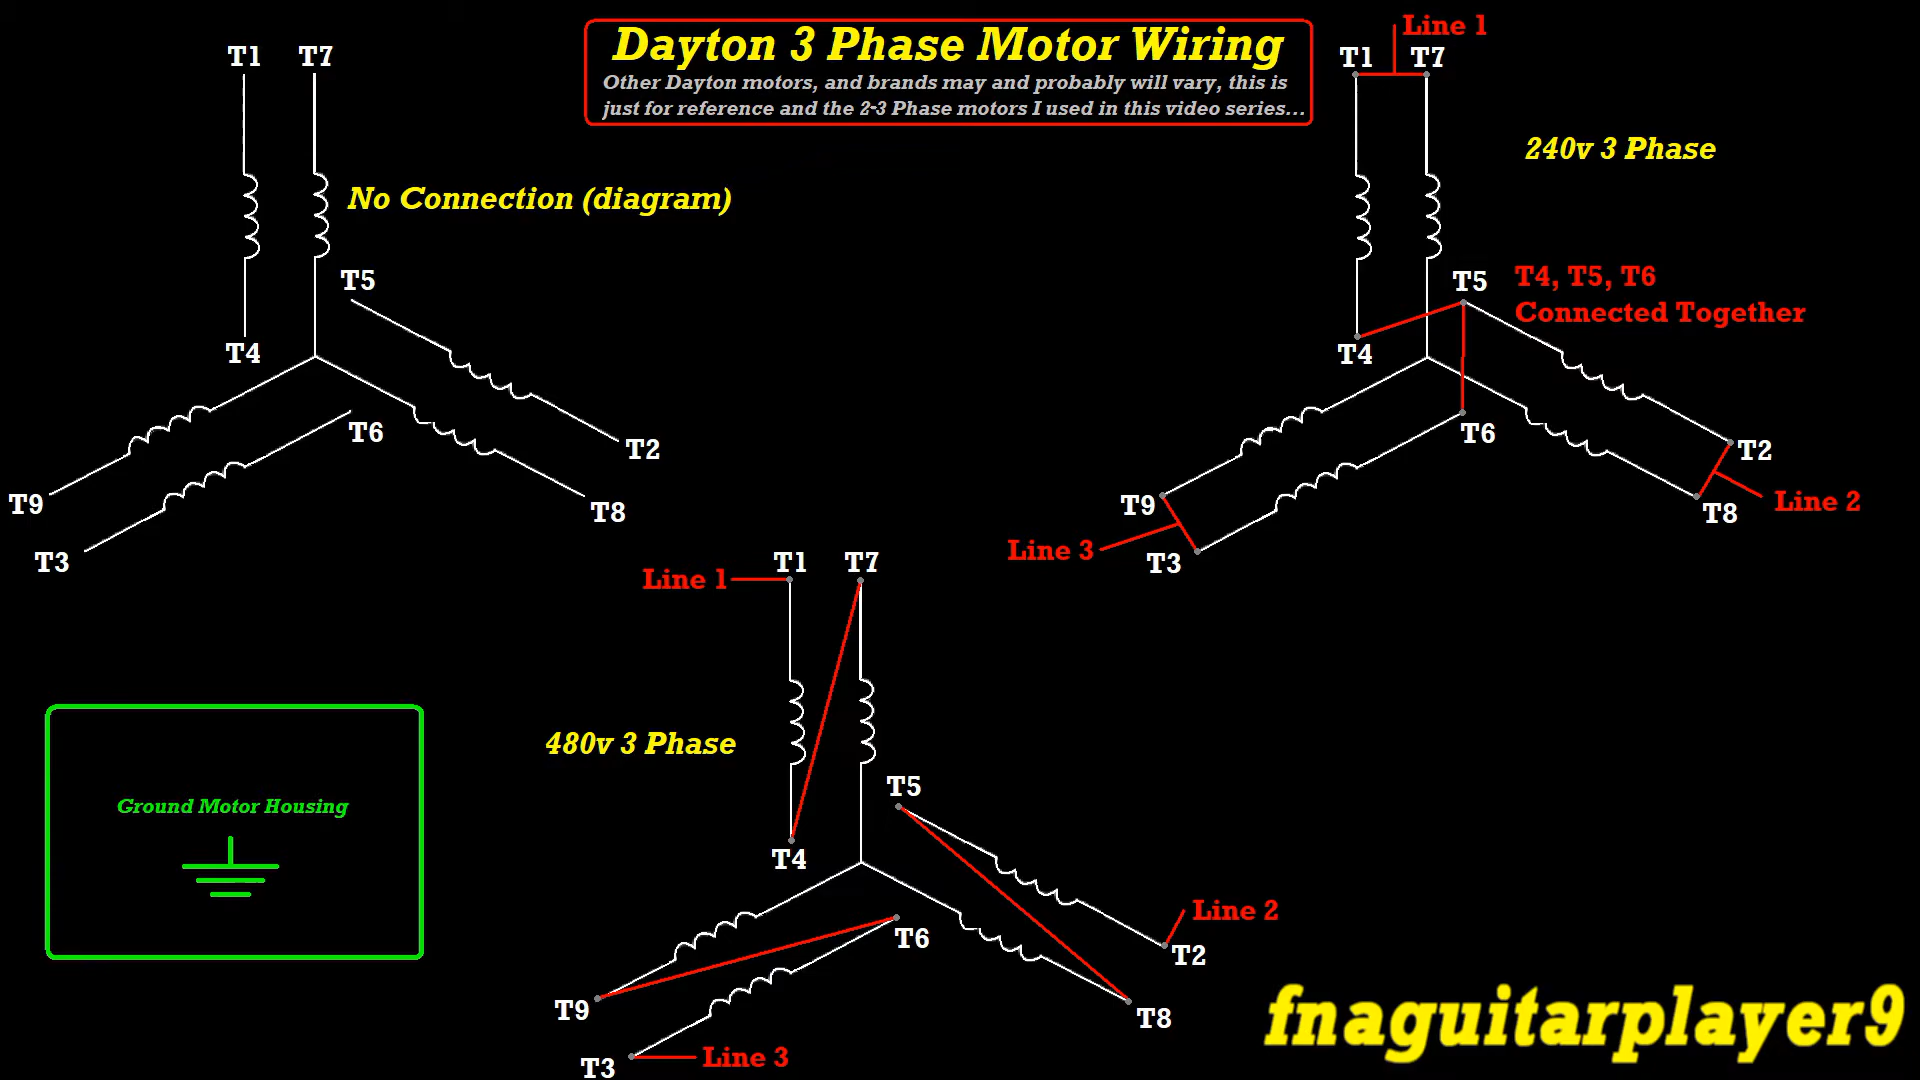 Dayton 3 Phase Motor Wiring
Other Dayton motors, and brands may and probably will vary, this is
just for reference and the 2-3 Phase motors I used in this video series...
T1 T7
No Connection (diagram)
T5
T4
T6
T2
T9
T8
T3
Line 1
T1 T7
240v 3 Phase
T5
T4, T5, T6
Connected Together
T4
T6
T2
T9
T8
Line 2
Line 3
T3
Line 1
T1 T7
480v 3 Phase
T5
T4
Line 2
T6
T2
T9
T8
T3
Line 3
Ground Motor Housing
fnaguitarplayer9